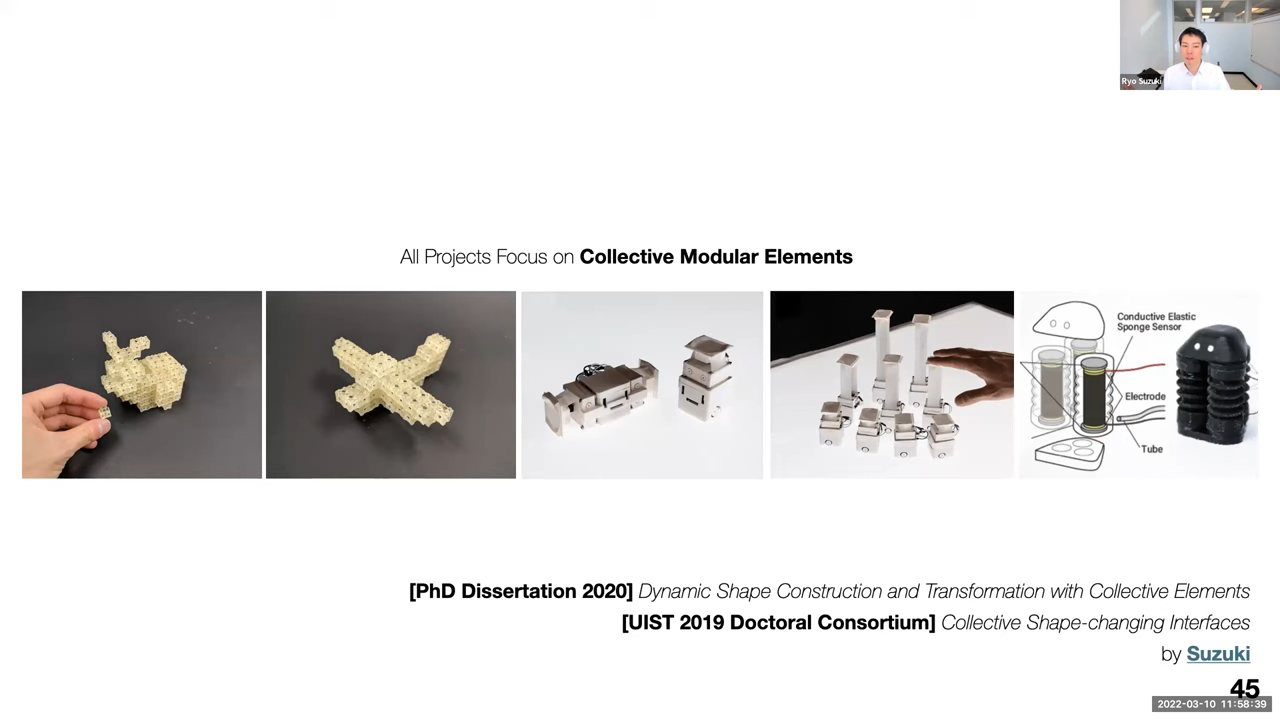 Ryo Suzuki
All Projects Focus on Collective Modular Elements
Conductive Elastic
Sponge Sensor
Electrode
Tube
[PhD Dissertation 2020] Dynamic Shape Construction and Transformation with Collective Elements
[UIST 2019 Doctoral Consortium] Collective Shape-changing Interfaces
by Suzuki
45
2022-03-10 11:58:39